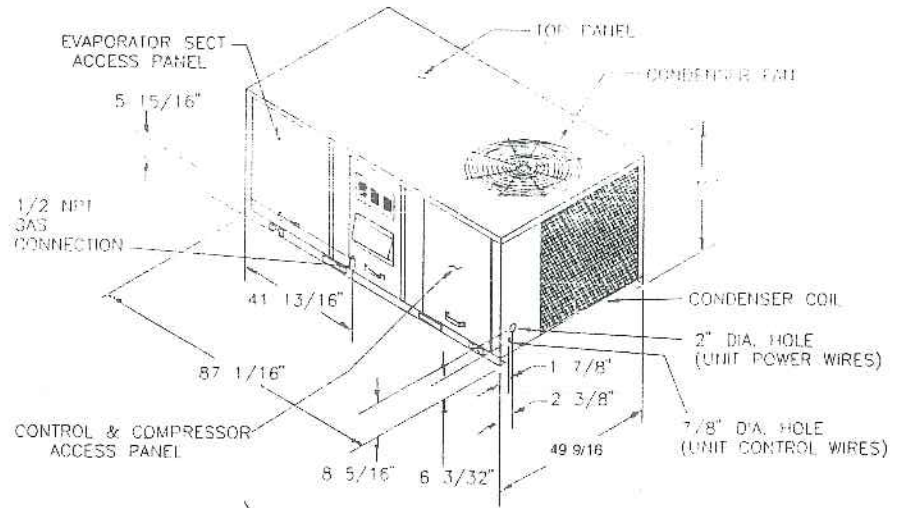 EVAPORATOR SECT
ACCESS PANEL
TOP PANEL
CONDENSER FAN
5 15/16"
1/2 NPT
GAS
CONNECTION
41 13/16"
CONDENSER COIL
2" DIA. HOLE
(UNIT POWER WIRES)
87 1/16"
1 7/8"
2 3/8"
CONTROL & COMPRESSOR
ACCESS PANEL
7/8" DIA. HOLE
(UNIT CONTROL WIRES)
49 9/16
8 5/16"
6 3/32"